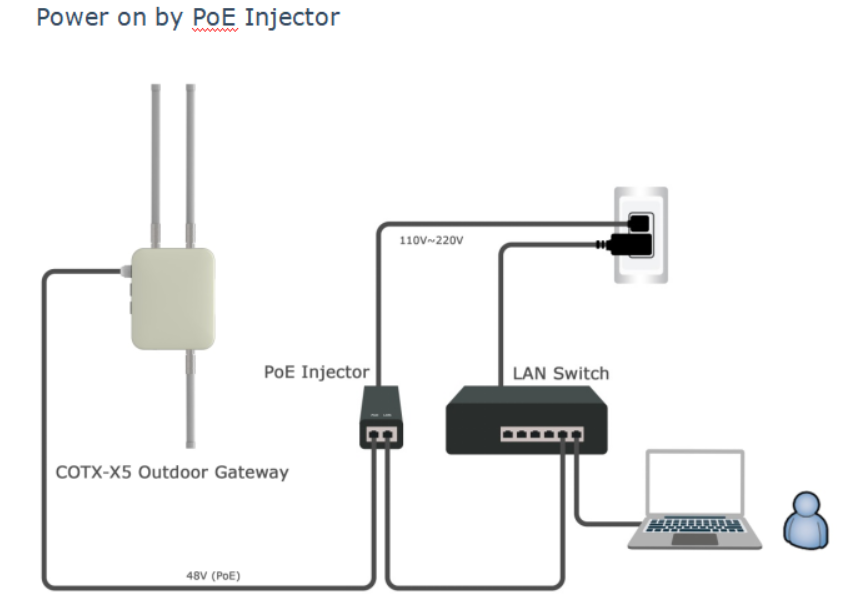 Power on by PoE Injector
110V~220V
PoE Injector
LAN Switch
COTX-X5 Outdoor Gateway
48V (PoE)